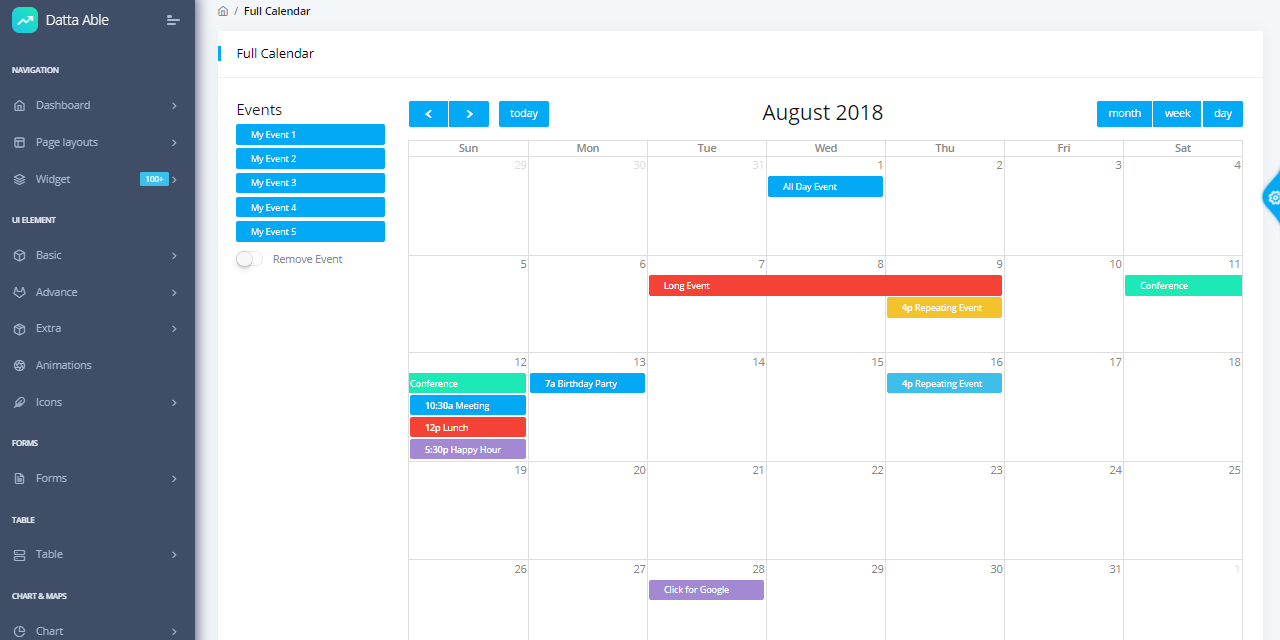 Datta Able
NAVIGATION
Dashboard
Page layouts
Widget 100+
UI ELEMENT
Basic
Advance
Extra
Animations
Icons
FORMS
Forms
TABLE
Table
CHART & MAPS
Chart
/ Full Calendar
Full Calendar
Events
My Event 1
My Event 2
My Event 3
My Event 4
My Event 5
Remove Event
< > today
August 2018
month week day
Sun Mon Tue Wed Thu Fri Sat
29 30 31 1 2 3 4
All Day Event
5 6 7 8 9 10 11
Long Event Conference
4p Repeating Event
12 13 14 15 16 17 18
Conference 7a Birthday Party 4p Repeating Event
10:30a Meeting
12p Lunch
5:30p Happy Hour
19 20 21 22 23 24 25
26 27 28 29 30 31 1
Click for Google